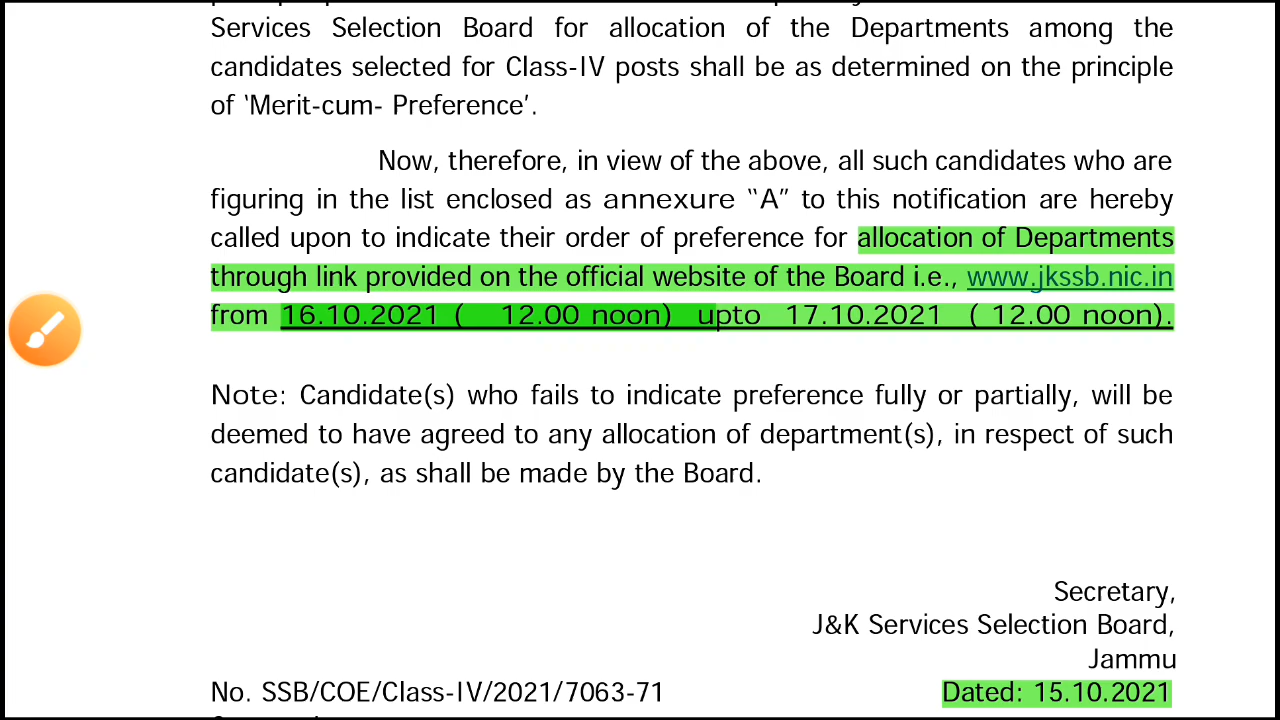 Services Selection Board for allocation of the Departments among the
candidates selected for Class-IV posts shall be as determined on the principle
of 'Merit-cum- Preference'.
Now, therefore, in view of the above, all such candidates who are
figuring in the list enclosed as annexure “A” to this notification are hereby
called upon to indicate their order of preference for allocation of Departments
through link provided on the official website of the Board i.e., www.jkssb.nic.in
from 16.10.2021 ( 12.00 noon) upto 17.10.2021 ( 12.00 noon).
Note: Candidate(s) who fails to indicate preference fully or partially, will be
deemed to have agreed to any allocation of department(s), in respect of such
candidate(s), as shall be made by the Board.
Secretary,
J&K Services Selection Board,
Jammu
No. SSB/COE/Class-IV/2021/7063-71 Dated: 15.10.2021